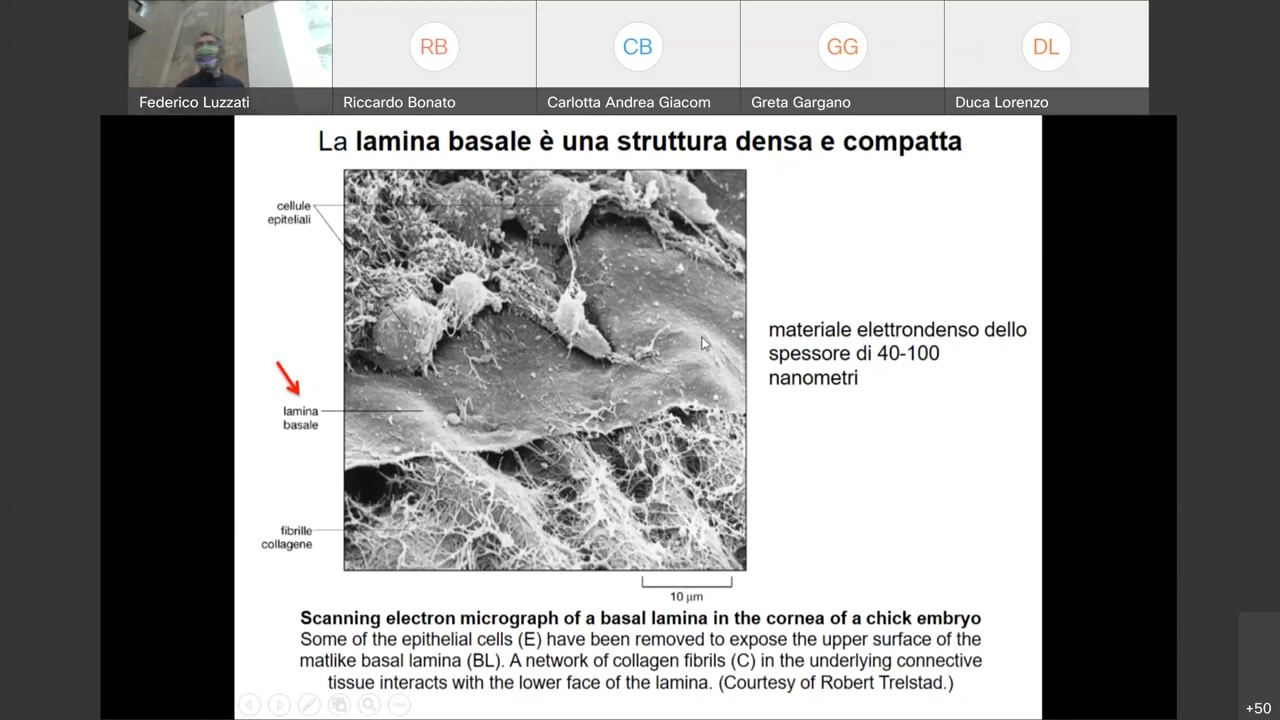 RB
CB
GG
DL
Federico Luzzati
Riccardo Bonato
Carlotta Andrea Giacom
Greta Gargano
Duca Lorenzo
La lamina basale è una struttura densa e compatta
cellule
epiteliali
materiale elettrondenso dello
spessore di 40-100
nanometri
lamina
basale
fibrille
collagene
10 μm
Scanning electron micrograph of a basal lamina in the cornea of a chick embryo
Some of the epithelial cells (E) have been removed to expose the upper surface of the
matlike basal lamina (BL). A network of collagen fibrils (C) in the underlying connective
tissue interacts with the lower face of the lamina. (Courtesy of Robert Trelstad.)
+50